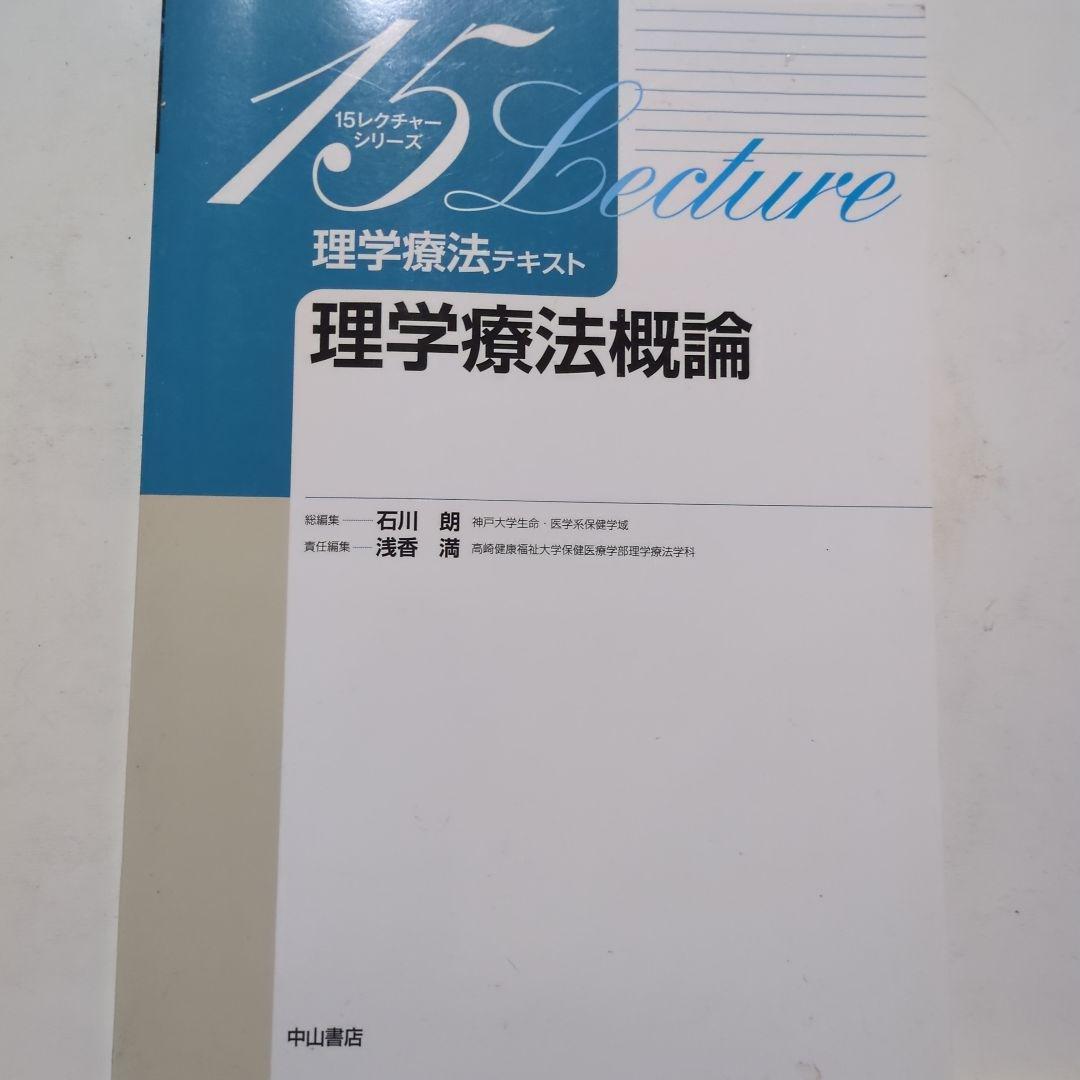 15 Lecture
15レクチャー
シリーズ
理学療法テキスト
理学療法概論
総編集 石川 朗 神戸大学生命・医学系保健学域
責任編集 浅香 満 高崎健康福祉大学保健医療学部理学療法学科
中山書店